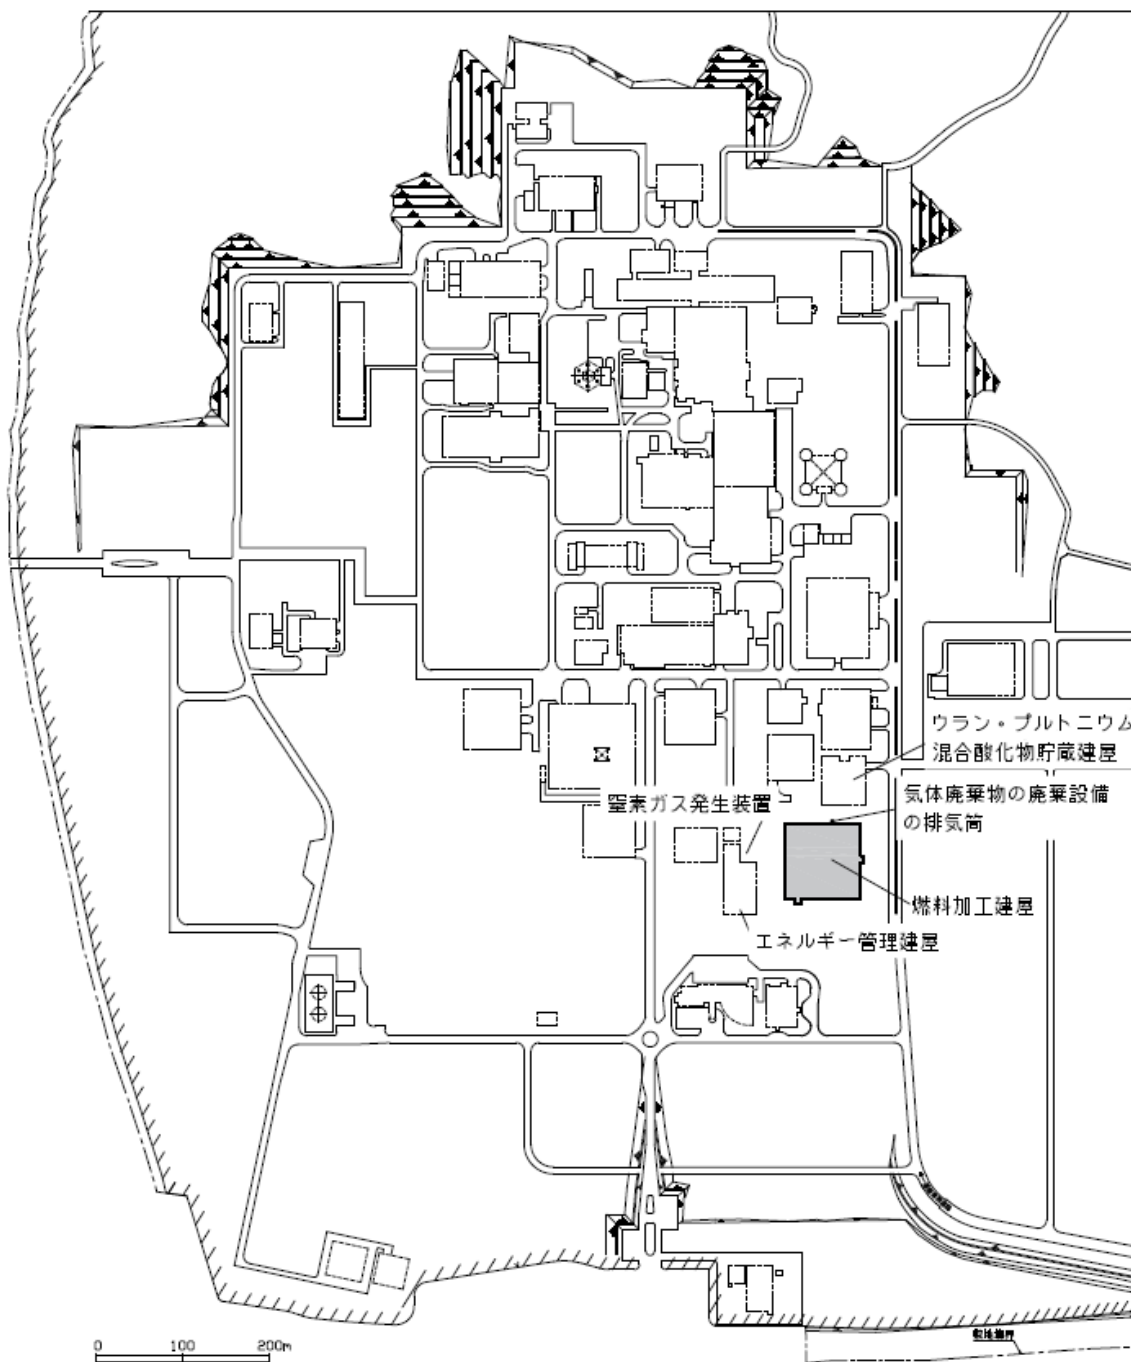 ウラン・プルトニウム
混合酸化物貯蔵建屋
気体廃棄物の廃棄設備
の排気筒
窒素ガス発生装置
燃料加工建屋
エネルギー管理建屋
0 100 200m